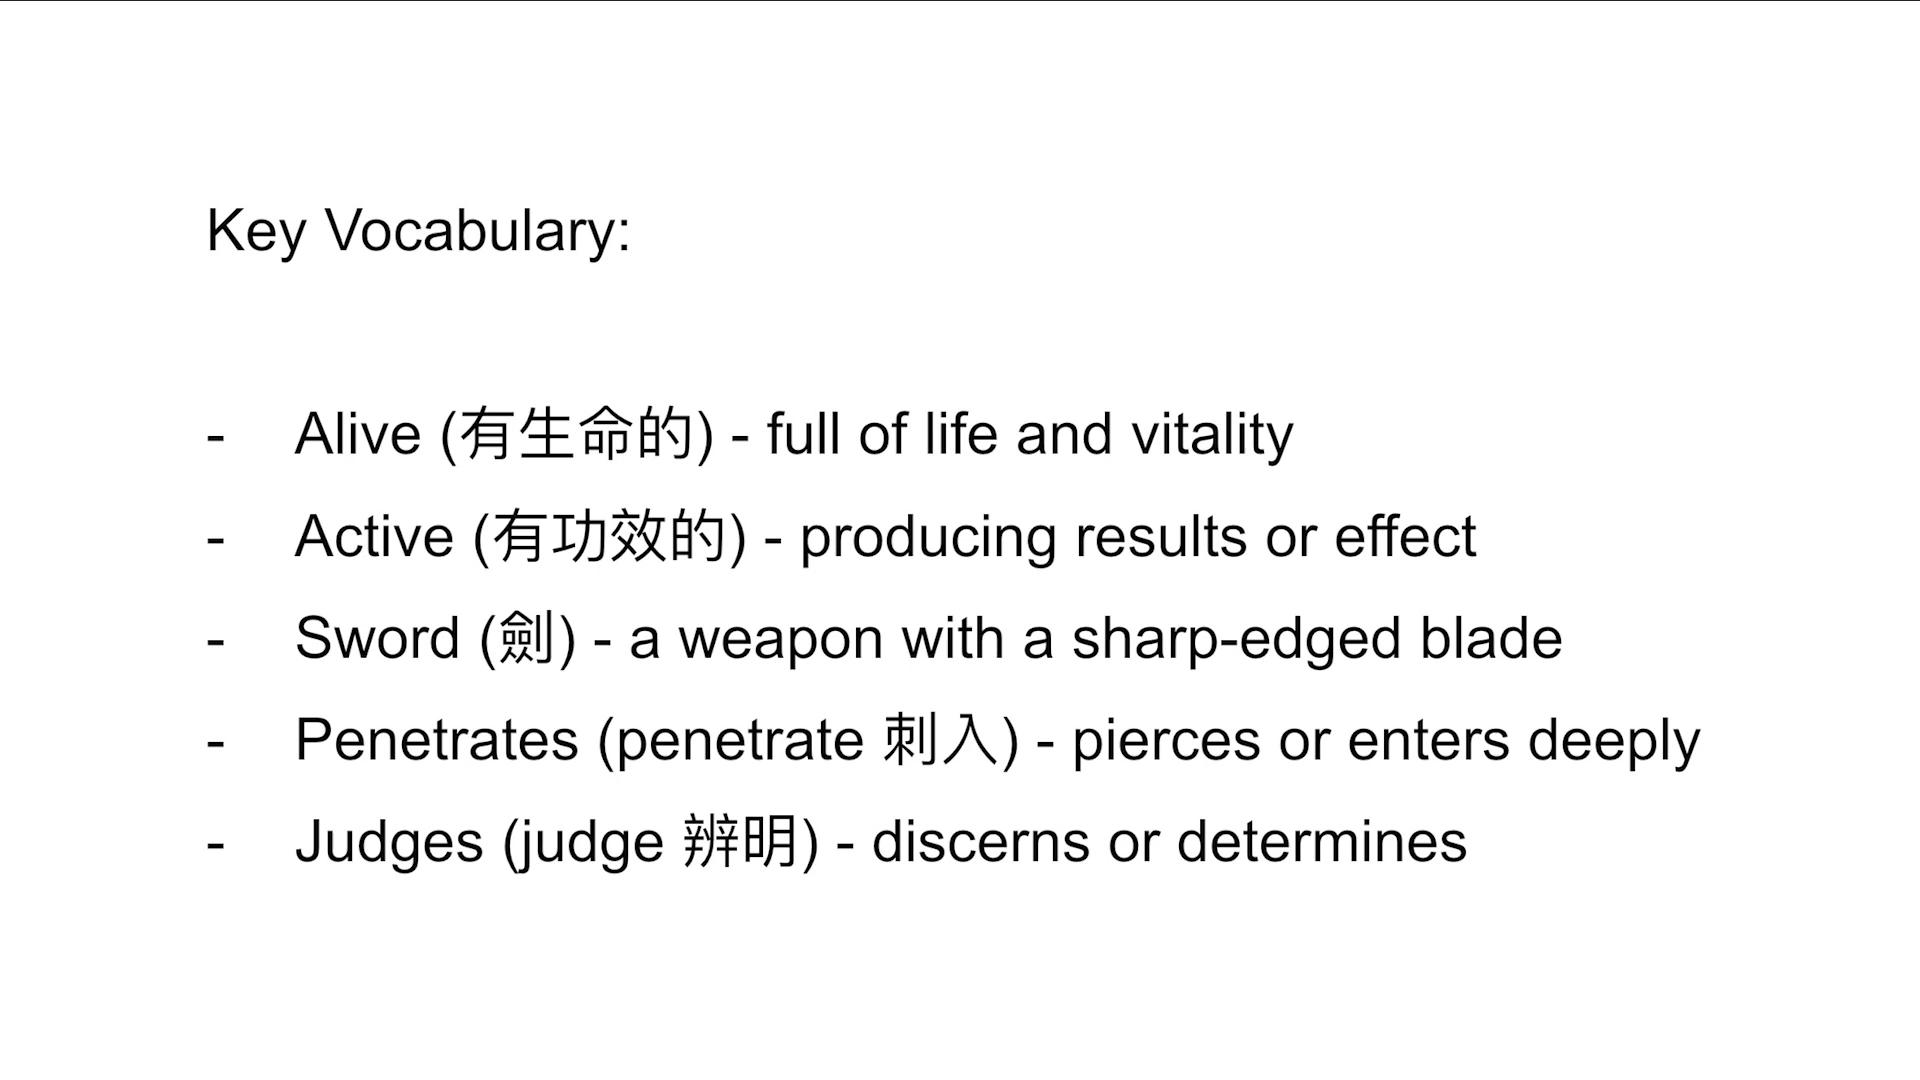 Key Vocabulary:
- Alive (有生命的) - full of life and vitality
- Active (有功效的) - producing results or effect
- Sword (劍) - a weapon with a sharp-edged blade
- Penetrates (penetrate 刺入) - pierces or enters deeply
- Judges (judge 辨明) - discerns or determines